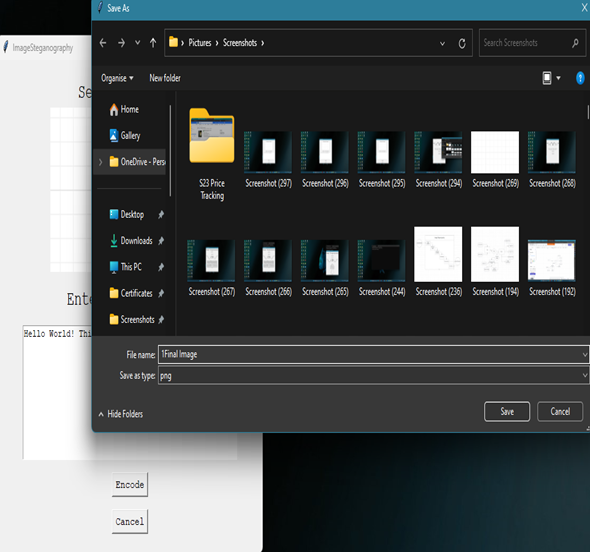 Save As
ImageSteganography
Pictures
Screenshots
Search Screenshots
Organise
New folder
Home
Gallery
OneDrive - Pers
Desktop
Downloads
This PC
Certificates
Screenshots
S23 Price
Tracking
Screenshot (297)
Screenshot (296)
Screenshot (295)
Screenshot (294)
Screenshot (269)
Screenshot (268)
Screenshot (267)
Screenshot (266)
Screenshot (265)
Screenshot (244)
Screenshot (236)
Screenshot (194)
Screenshot (192)
Se
Ente
Hello World! Thi
File name: 1Final Image
Save as type: png
Hide Folders
Save
Cancel
Encode
Cancel